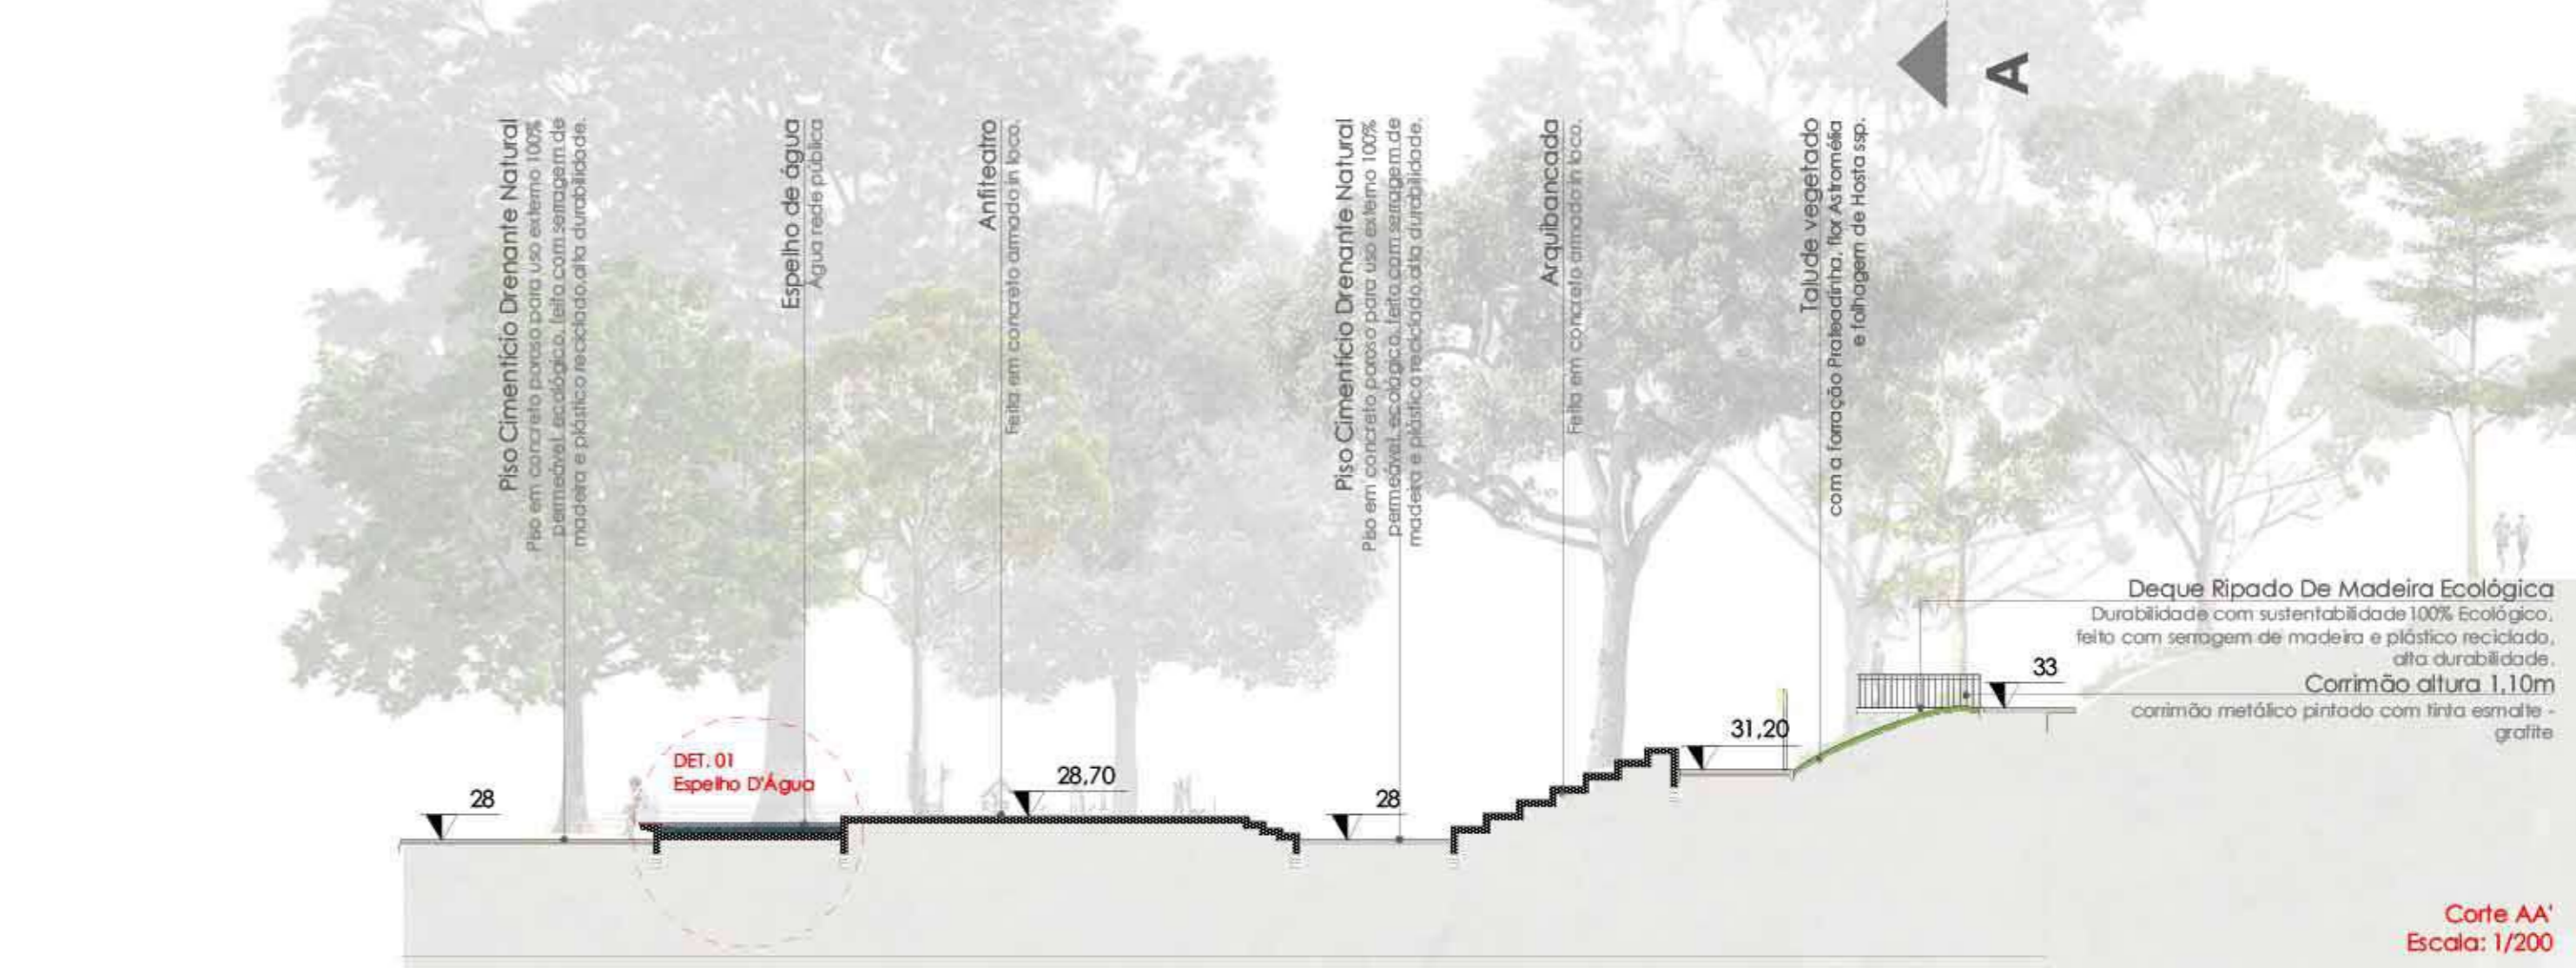 Piso Cimentício Drenante Natural
Piso em concreto poroso para uso externo 100%
permeável, ecológico, feito com serragem de
madeira e plástico reciclado,alta durabilidade.
Espelho de água
Água rede pública
Anfiteatro
Feita em concreto armado in loco.
Piso Cimentício Drenante Natural
Piso em concreto poroso para uso externo 100%
permeável, ecológico, feito com serragem de
madeira e plástico reciclado,alta durabilidade.
Arquibancada
Feita em concreto armado in loco.
Talude vegetado
com a forração Prateadinha, flor Astromélia
e folhagem de Hosta ssp.
A
Deque Ripado De Madeira Ecológica
Durabilidade com sustentabilidade 100% Ecológico,
feito com serragem de madeira e plástico reciclado,
alta durabilidade.
33
Corrimão altura 1,10m
corrimão metálico pintado com tinta esmalte -
grafite
31,20
DET. 01
Espelho D'Água
28
28,70
28
Corte AA'
Escala: 1/200